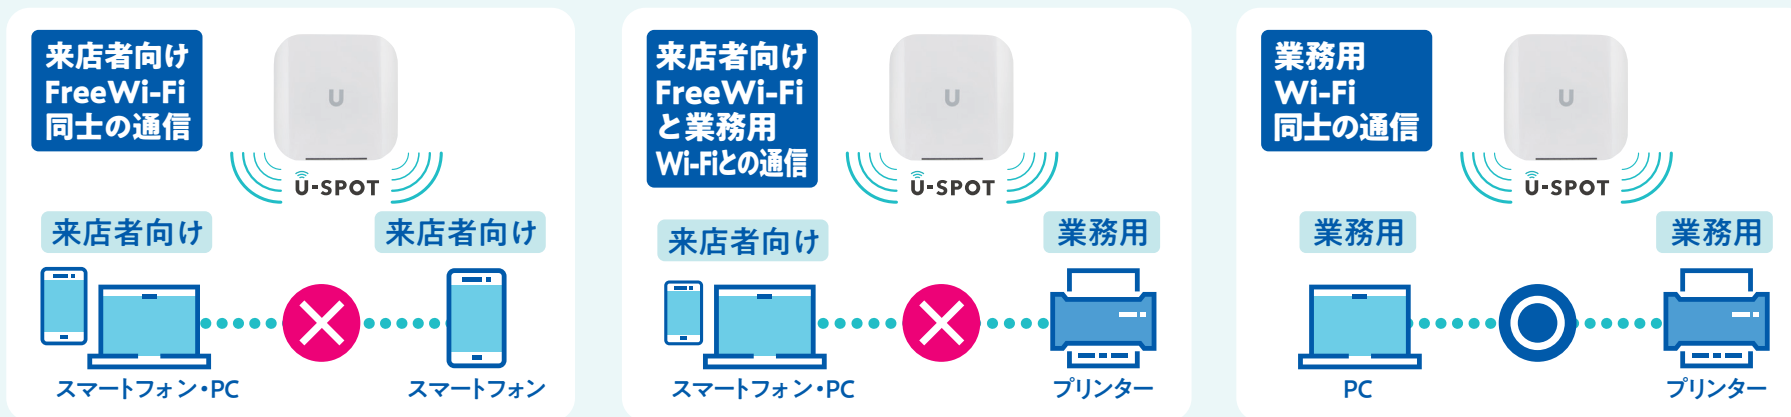 来店者向け
FreeWi-Fi
同士の通信
U
U-SPOT
来店者向け
来店者向け
スマートフォン・PC
スマートフォン
来店者向け
FreeWi-Fi
と業務用
Wi-Fiとの通信
U
U-SPOT
来店者向け
業務用
スマートフォン・PC
プリンター
業務用
Wi-Fi
同士の通信
U
U-SPOT
業務用
業務用
PC
プリンター